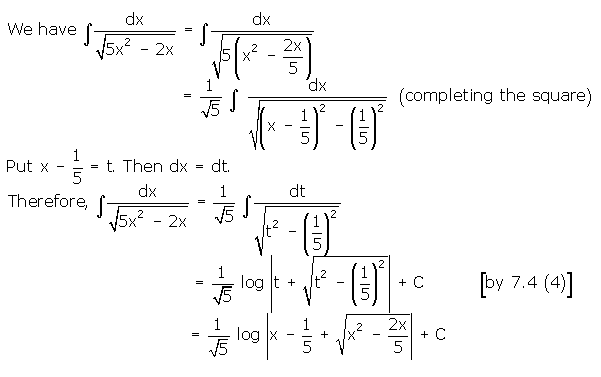 We have ∫ dx/√(5x² − 2x) = ∫ dx/√(5(x² − 2x/5))
= 1/√5 ∫ dx/√((x − 1/5)² − (1/5)²) (completing the square)
Put x − 1/5 = t. Then dx = dt.
Therefore, ∫ dx/√(5x² − 2x) = 1/√5 ∫ dt/√(t² − (1/5)²)
= 1/√5 log |t + √(t² − (1/5)²)| + C [by 7.4 (4)]
= 1/√5 log |x − 1/5 + √(x² − 2x/5)| + C